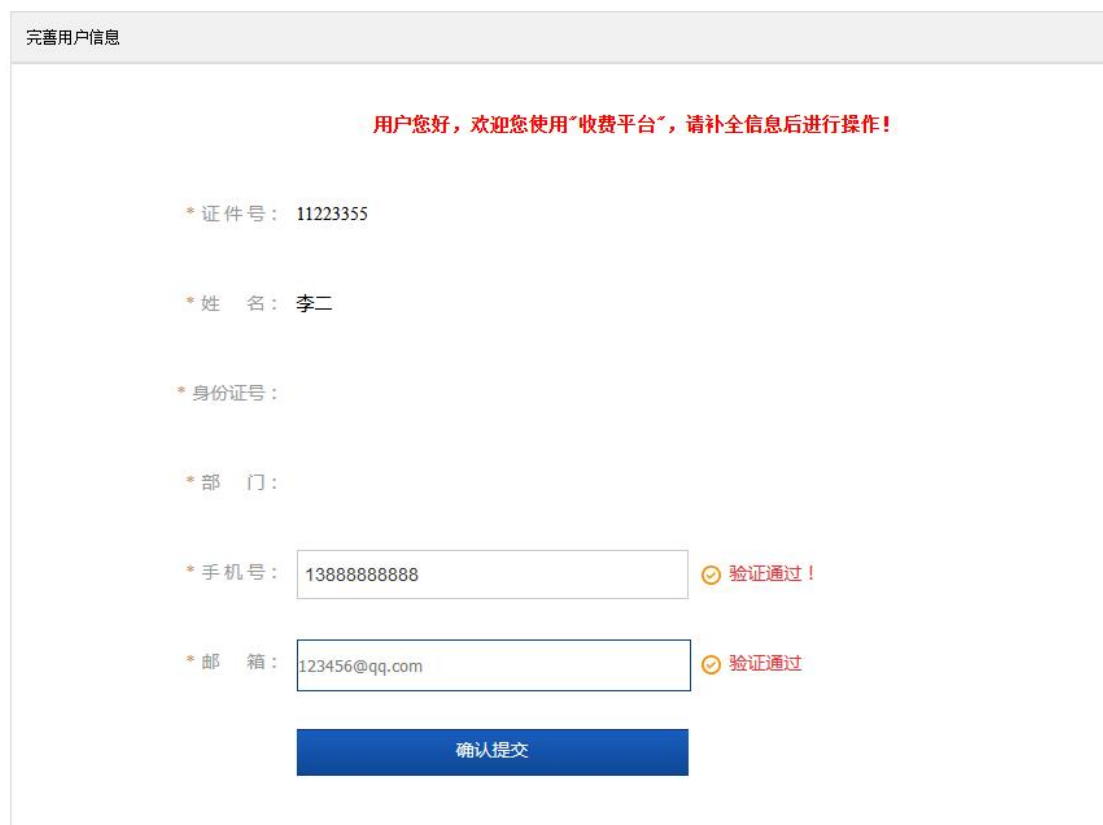 完善用户信息
用户您好，欢迎您使用"收费平台"，请补全信息后进行操作！
* 证件号： 11223355
* 姓 名： 李二
* 身份证号：
* 部 门：
* 手机号： 13888888888 验证通过！
* 邮 箱： 123456@qq.com 验证通过
确认提交